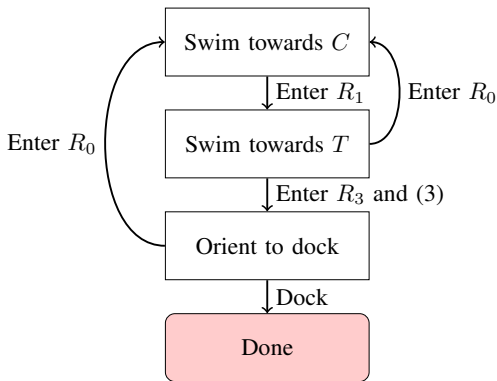 Swim towards C
Enter R₁
Enter R₀
Swim towards T
Enter R₀
Enter R₃ and (3)
Orient to dock
Dock
Done